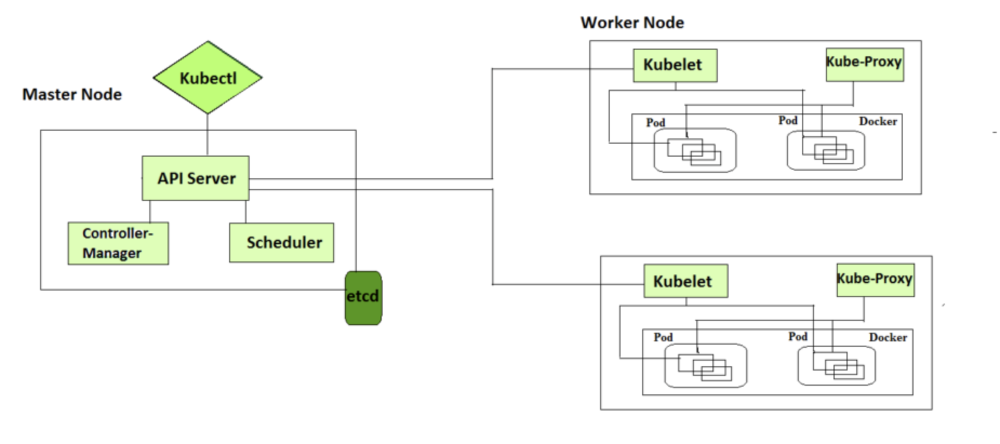 Worker Node
Master Node
Kubectl
API Server
Controller-
Manager
Scheduler
etcd
Kubelet
Kube-Proxy
Pod
Pod
Docker
Kubelet
Kube-Proxy
Pod
Pod
Docker